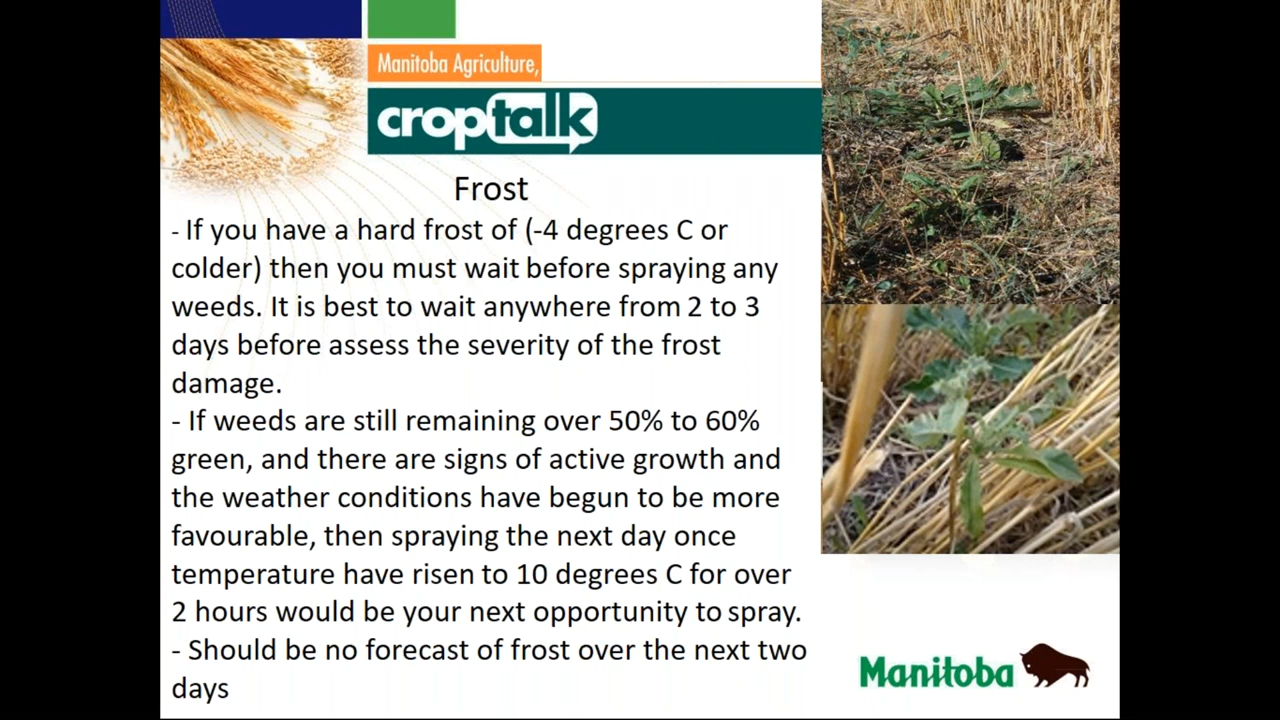 Manitoba Agriculture,
croptalk
Frost
- If you have a hard frost of (-4 degrees C or
colder) then you must wait before spraying any
weeds. It is best to wait anywhere from 2 to 3
days before assess the severity of the frost
damage.
- If weeds are still remaining over 50% to 60%
green, and there are signs of active growth and
the weather conditions have begun to be more
favourable, then spraying the next day once
temperature have risen to 10 degrees C for over
2 hours would be your next opportunity to spray.
- Should be no forecast of frost over the next two
days
Manitoba